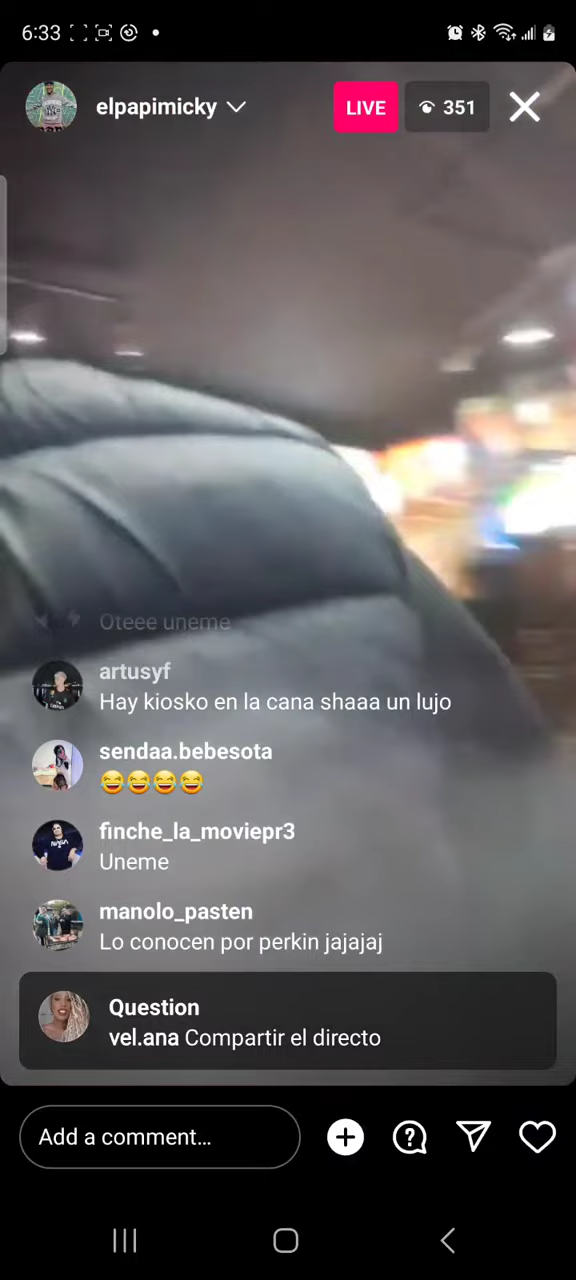 6:33
elpapimicky
LIVE
351
Oteee uneme
artusyf
Hay kiosko en la cana shaaa un lujo
sendaa.bebesota
😂😂😂😂
finche_la_moviepr3
Uneme
manolo_pasten
Lo conocen por perkin jajajaj
Question
vel.ana Compartir el directo
Add a comment…